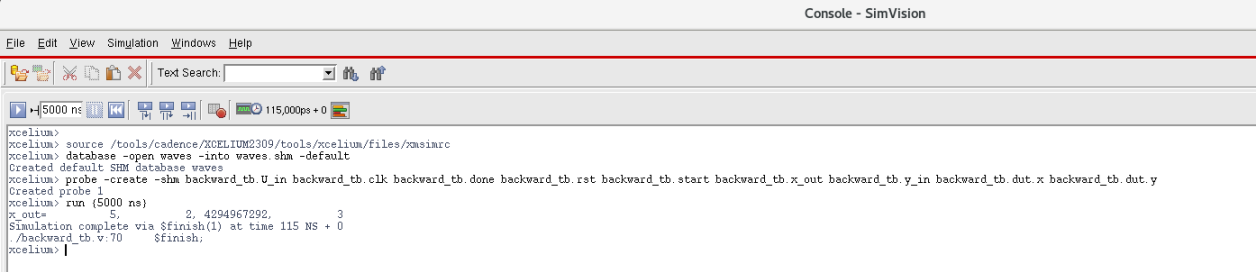 Console - SimVision
File Edit View Simulation Windows Help
Text Search:
5000 ns 115,000ps + 0
xcelium>
xcelium> source /tools/cadence/XCELIUM2309/tools/xcelium/files/xmsimrc
xcelium> database -open waves -into waves.shm -default
Created default SHM database waves
xcelium> probe -create -shm backward_tb.U_in backward_tb.clk backward_tb.done backward_tb.rst backward_tb.start backward_tb.x_out backward_tb.y_in backward_tb.dut.x backward_tb.dut.y
Created probe 1
xcelium> run {5000 ns}
x_out=          5,          2, 4294967292,          3
Simulation complete via $finish(1) at time 115 NS + 0
./backward_tb.v:70     $finish;
xcelium>